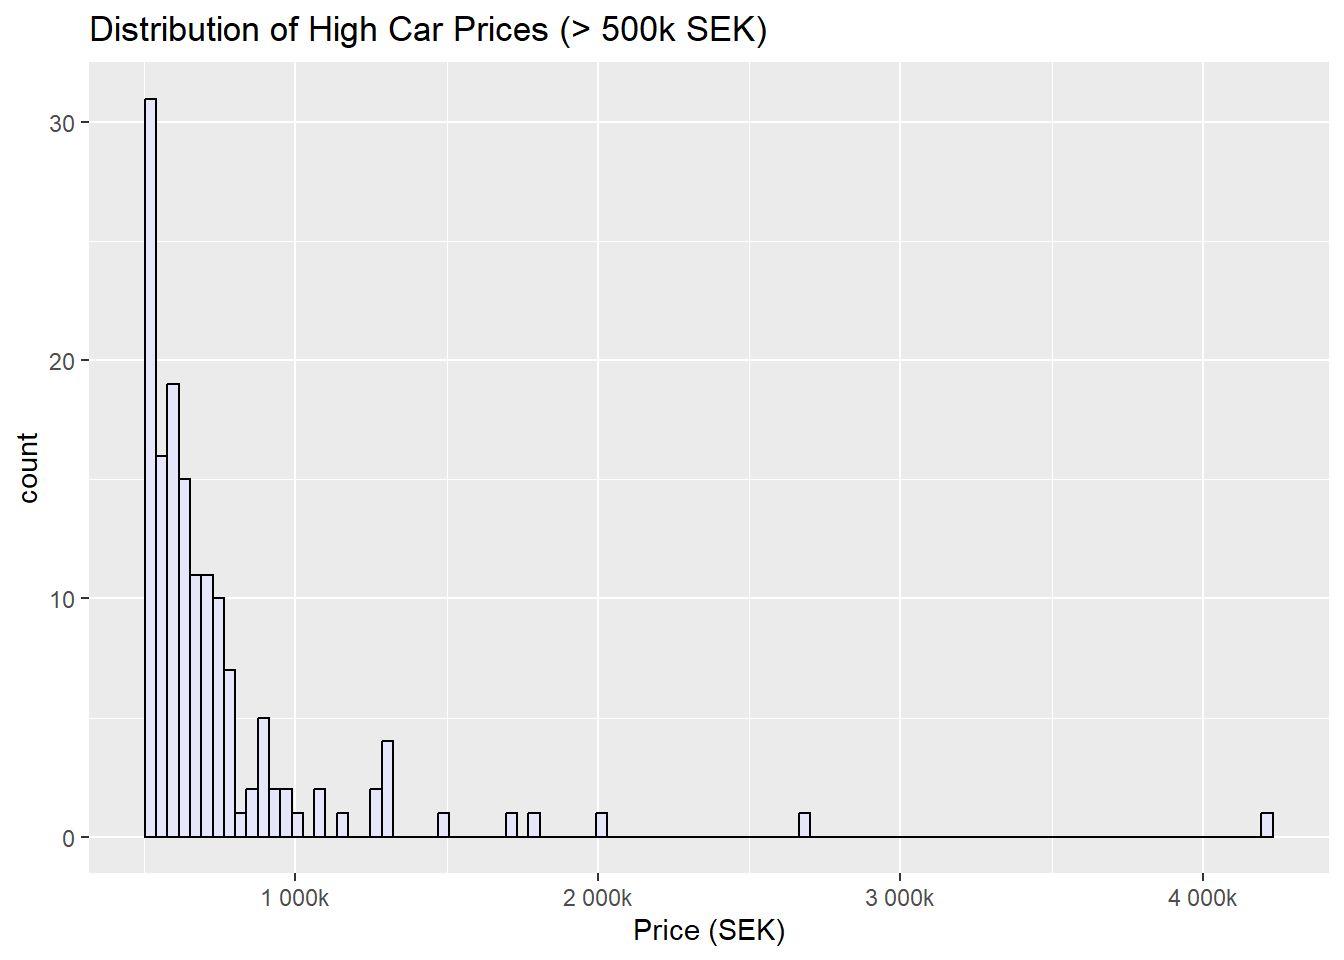 Distribution of High Car Prices (> 500k SEK)
30
20
10
0
count
1 000k 2 000k 3 000k 4 000k
Price (SEK)